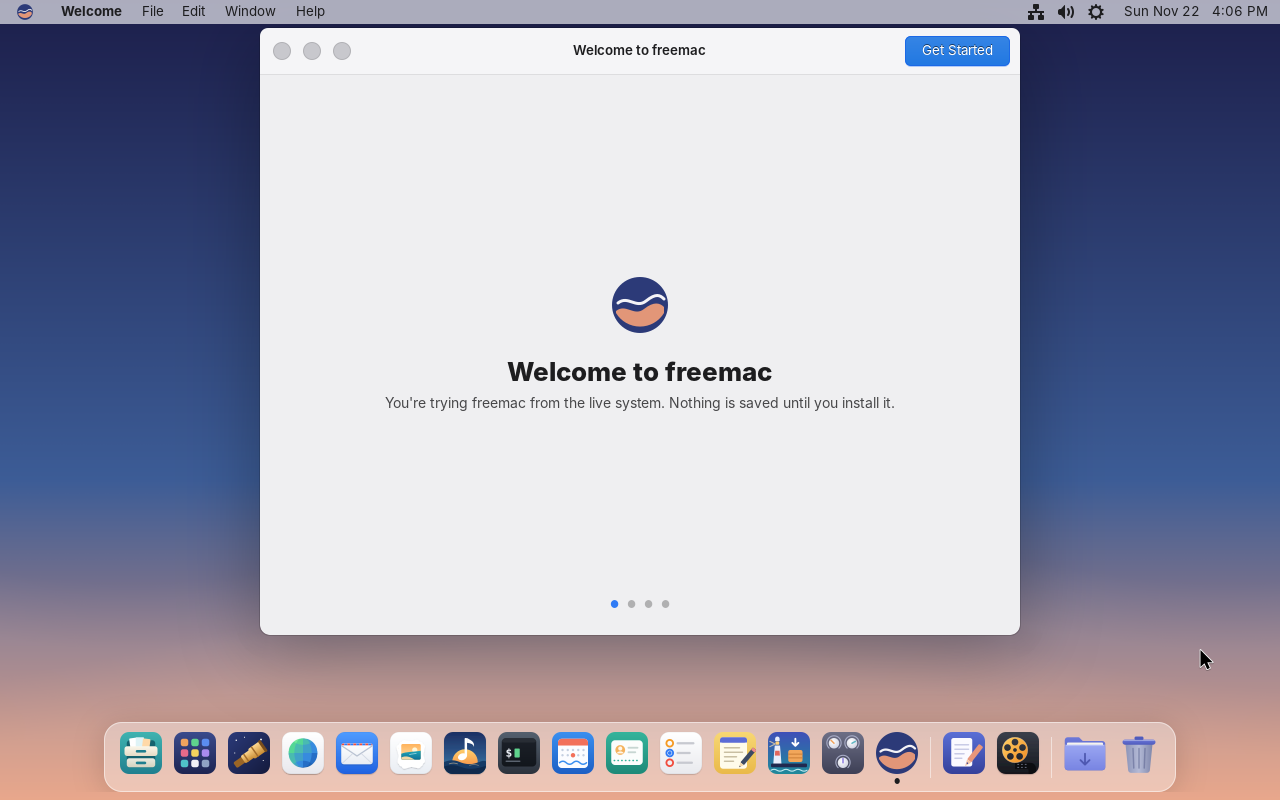 Welcome File Edit Window Help Sun Nov 22 4:06 PM
Welcome to freemac Get Started
Welcome to freemac
You're trying freemac from the live system. Nothing is saved until you install it.
$